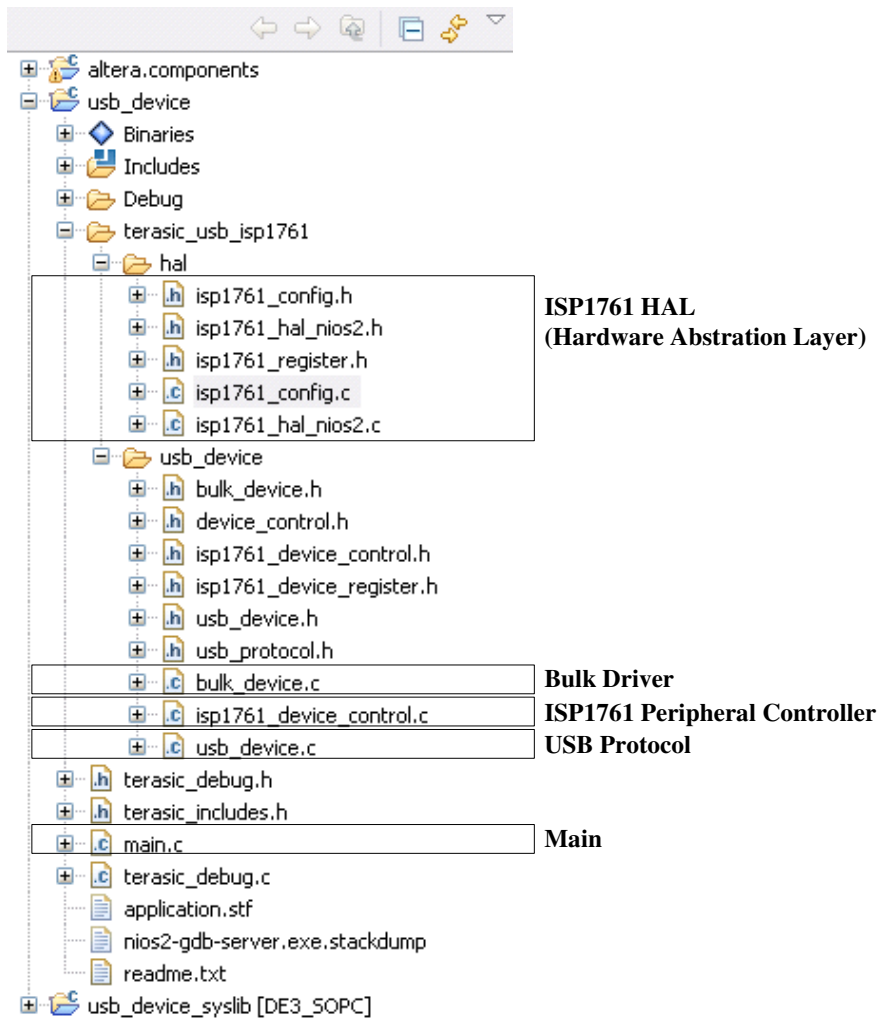 altera.components
usb_device
Binaries
Includes
Debug
terasic_usb_isp1761
hal
isp1761_config.h
ISP1761 HAL
isp1761_hal_nios2.h
(Hardware Abstration Layer)
isp1761_register.h
isp1761_config.c
isp1761_hal_nios2.c
usb_device
bulk_device.h
device_control.h
isp1761_device_control.h
isp1761_device_register.h
usb_device.h
usb_protocol.h
bulk_device.c Bulk Driver
isp1761_device_control.c ISP1761 Peripheral Controller
usb_device.c USB Protocol
terasic_debug.h
terasic_includes.h
main.c Main
terasic_debug.c
application.stf
nios2-gdb-server.exe.stackdump
readme.txt
usb_device_syslib [DE3_SOPC]